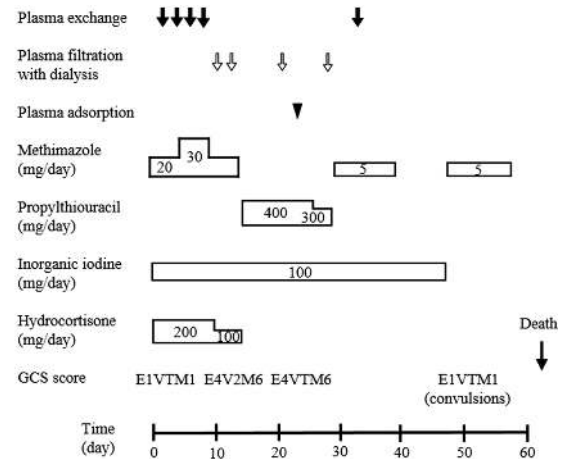 Plasma exchange
Plasma filtration
with dialysis
Plasma adsorption
Methimazole
(mg/day)
20 30 5 5
Propylthiouracil
(mg/day)
400 300
Inorganic iodine
(mg/day)
100
Hydrocortisone
(mg/day)
200 100
Death
GCS score E1VTM1 E4V2M6 E4VTM6 E1VTM1
(convulsions)
Time
(day)
0 10 20 30 40 50 60